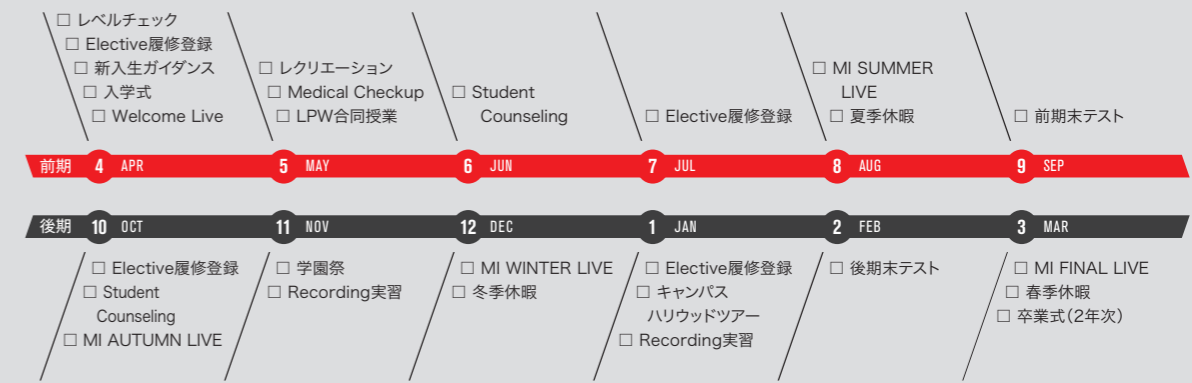 □ レベルチェック
□ Elective履修登録
□ 新入生ガイダンス
□ 入学式
□ Welcome Live
□ レクリエーション
□ Medical Checkup
□ LPW合同授業
□ Student
Counseling
□ Elective履修登録
□ MI SUMMER
LIVE
□ 夏季休暇
□ 前期末テスト
前期 4 APR 5 MAY 6 JUN 7 JUL 8 AUG 9 SEP
後期 10 OCT 11 NOV 12 DEC 1 JAN 2 FEB 3 MAR
□ Elective履修登録
□ Student
Counseling
□ MI AUTUMN LIVE
□ 学園祭
□ Recording実習
□ MI WINTER LIVE
□ 冬季休暇
□ Elective履修登録
□ キャンパス
ハリウッドツアー
□ Recording実習
□ 後期末テスト
□ MI FINAL LIVE
□ 春季休暇
□ 卒業式(2年次)